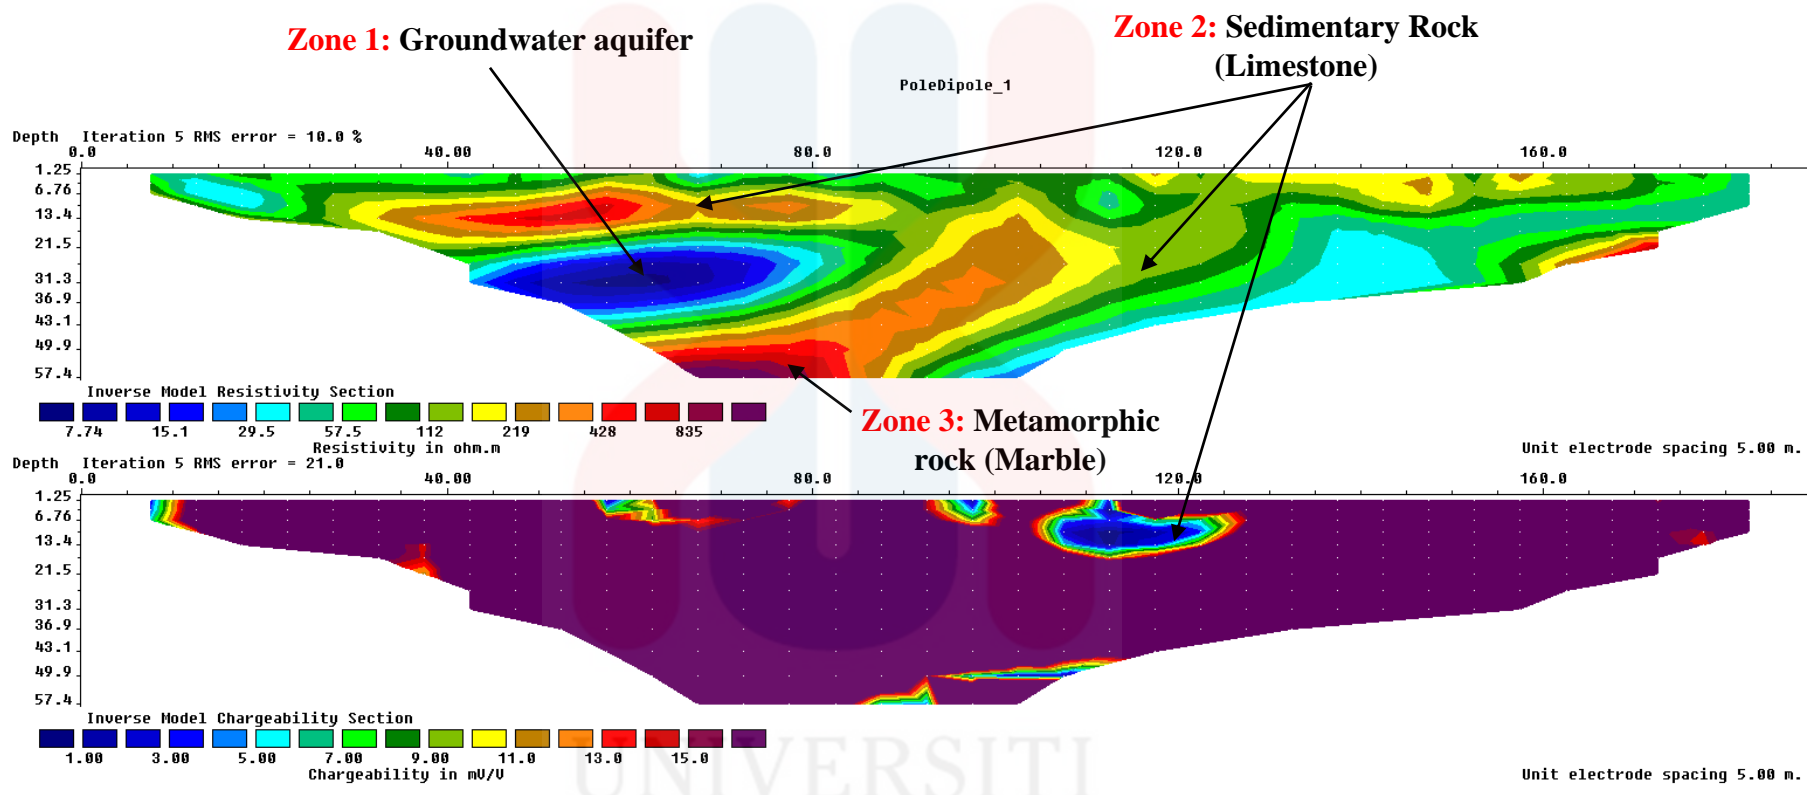 Zone 1: Groundwater aquifer
Zone 2: Sedimentary Rock
(Limestone)
PoleDipole_1
Depth Iteration 5 RMS error = 10.0 %
0.0 40.00 80.0 120.0 160.0
1.25
6.76
13.4
21.5
31.3
36.9
43.1
49.9
57.4
Inverse Model Resistivity Section
7.74 15.1 29.5 57.5 112 219 428 835
Resistivity in ohm.m
Zone 3: Metamorphic
rock (Marble)
Unit electrode spacing 5.00 m.
Depth Iteration 5 RMS error = 21.0
0.0 40.00 80.0 120.0 160.0
1.25
6.76
13.4
21.5
31.3
36.9
43.1
49.9
57.4
Inverse Model Chargeability Section
1.00 3.00 5.00 7.00 9.00 11.0 13.0 15.0
Chargeability in mV/V
Unit electrode spacing 5.00 m.
UNIVERSITI